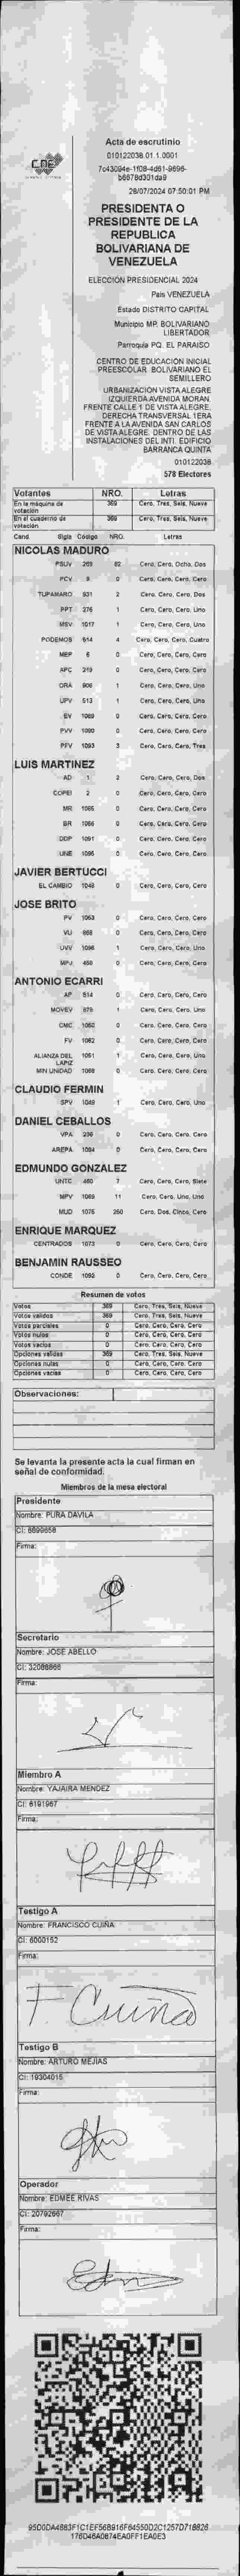 CNE
Acta de escrutinio
010122038.01.1.0001
7c43094e-1f08-4d61-9696-
b6678d301da9
28/07/2024 07:50:01 PM
PRESIDENTA O
PRESIDENTE DE LA
REPUBLICA
BOLIVARIANA DE
VENEZUELA
ELECCIÓN PRESIDENCIAL 2024
País VENEZUELA
Estado DISTRITO CAPITAL
Municipio MP. BOLIVARIANO
LIBERTADOR
Parroquia PQ. EL PARAISO
CENTRO DE EDUCACIÓN INICIAL
PREESCOLAR BOLIVARIANO EL
SEMILLERO
URBANIZACIÓN VISTA ALEGRE
IZQUIERDA AVENIDA MORAN.
FRENTE CALLE 1 DE VISTA ALEGRE.
DERECHA TRANSVERSAL 1ERA
FRENTE A LA AVENIDA SAN CARLOS
DE VISTA ALEGRE. DENTRO DE LAS
INSTALACIONES DEL INTI. EDIFICIO
BARRANCA QUINTA
010122038
578 Electores
Votantes NRO. Letras
En la máquina de votación 369 Cero, Tres, Seis, Nueve
En el cuaderno de votación 369 Cero, Tres, Seis, Nueve
Cand. Sigla Código NRO. Letras
NICOLAS MADURO
PSUV 269 82 Cero, Cero, Ocho, Dos
PCV 9 0 Cero, Cero, Cero, Cero
TUPAMARO 931 2 Cero, Cero, Cero, Dos
PPT 276 1 Cero, Cero, Cero, Uno
MSV 1017 1 Cero, Cero, Cero, Uno
PODEMOS 514 4 Cero, Cero, Cero, Cuatro
MEP 6 0 Cero, Cero, Cero, Cero
APC 219 0 Cero, Cero, Cero, Cero
ORA 906 1 Cero, Cero, Cero, Uno
UPV 513 1 Cero, Cero, Cero, Uno
EV 1089 0 Cero, Cero, Cero, Cero
PVV 1090 0 Cero, Cero, Cero, Cero
PFV 1093 3 Cero, Cero, Cero, Tres
LUIS MARTINEZ
AD 1 2 Cero, Cero, Cero, Dos
COPEI 2 0 Cero, Cero, Cero, Cero
MR 1065 0 Cero, Cero, Cero, Cero
BR 1056 0 Cero, Cero, Cero, Cero
DDP 1091 0 Cero, Cero, Cero, Cero
UNE 1095 0 Cero, Cero, Cero, Cero
JAVIER BERTUCCI
EL CAMBIO 1048 0 Cero, Cero, Cero, Cero
JOSE BRITO
PV 1053 0 Cero, Cero, Cero, Cero
VU 868 0 Cero, Cero, Cero, Cero
UVV 1096 1 Cero, Cero, Cero, Uno
MPJ 458 0 Cero, Cero, Cero, Cero
ANTONIO ECARRI
AP 914 0 Cero, Cero, Cero, Cero
MOVEV 879 1 Cero, Cero, Cero, Uno
CMC 1060 0 Cero, Cero, Cero, Cero
FV 1062 0 Cero, Cero, Cero, Cero
ALIANZA DEL LAPIZ 1051 1 Cero, Cero, Cero, Uno
MIN UNIDAD 1068 0 Cero, Cero, Cero, Cero
CLAUDIO FERMIN
SPV 1049 1 Cero, Cero, Cero, Uno
DANIEL CEBALLOS
VPA 236 0 Cero, Cero, Cero, Cero
AREPA 1094 0 Cero, Cero, Cero, Cero
EDMUNDO GONZALEZ
UNTC 460 7 Cero, Cero, Cero, Siete
MPV 1069 11 Cero, Cero, Uno, Uno
MUD 1075 250 Cero, Dos, Cinco, Cero
ENRIQUE MARQUEZ
CENTRADOS 1073 0 Cero, Cero, Cero, Cero
BENJAMIN RAUSSEO
CONDE 1092 0 Cero, Cero, Cero, Cero
Resumen de votos
Votos 369 Cero, Tres, Seis, Nueve
Votos válidos 369 Cero, Tres, Seis, Nueve
Votos parciales 0 Cero, Cero, Cero, Cero
Votos nulos 0 Cero, Cero, Cero, Cero
Votos vacíos 0 Cero, Cero, Cero, Cero
Opciones válidas 369 Cero, Tres, Seis, Nueve
Opciones nulas 0 Cero, Cero, Cero, Cero
Opciones vacías 0 Cero, Cero, Cero, Cero
Observaciones:
Se levanta la presente acta la cual firman en
señal de conformidad.
Miembros de la mesa electoral
Presidente
Nombre: PURA DAVILA
CI: 6699658
Firma:
Secretario
Nombre: JOSE ABELLO
CI: 32088866
Firma:
Miembro A
Nombre: YAJAIRA MENDEZ
CI: 6191967
Firma:
Testigo A
Nombre: FRANCISCO CUIÑA
CI: 6000152
Firma:
F. Cuiña
Testigo B
Nombre: ARTURO MEJIAS
CI: 19304015
Firma:
Operador
Nombre: EDMEE RIVAS
CI: 20792667
Firma:
95D0DA4883F1C1EF56B916F64550D2C1257D718828
176D46A0874EA0FF1EA0E3